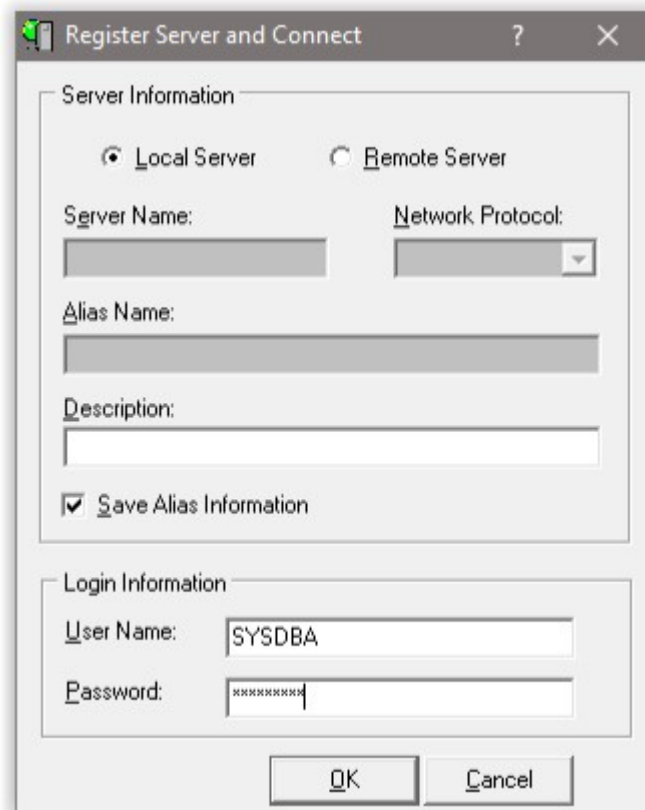 Register Server and Connect ? ×
Server Information
Local Server Remote Server
Server Name: Network Protocol:
Alias Name:
Description:
Save Alias Information
Login Information
User Name: SYSDBA
Password: *********
OK Cancel